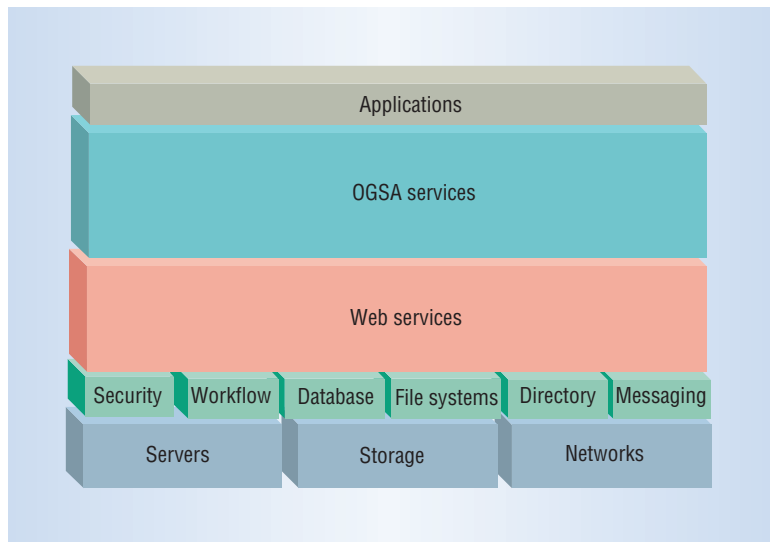 Applications
OGSA services
Web services
Security Workflow Database File systems Directory Messaging
Servers Storage Networks